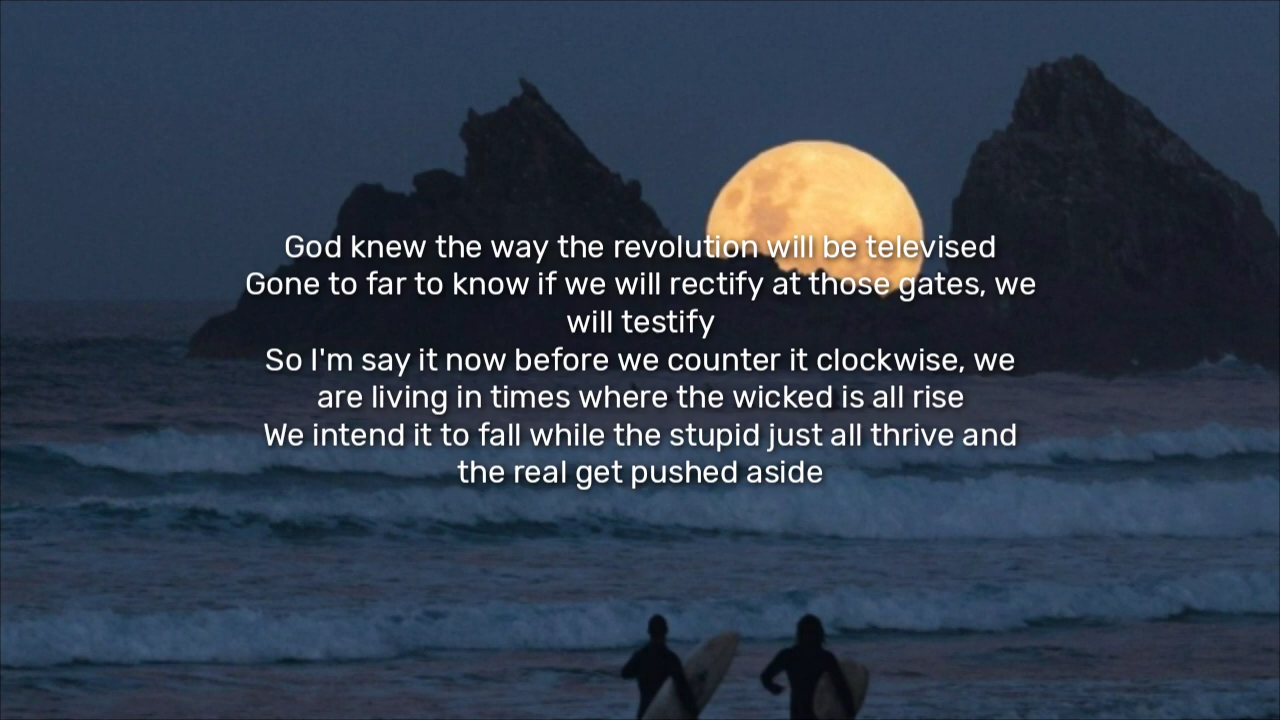 God knew the way the revolution will be televised
Gone to far to know if we will rectify at those gates, we
will testify
So I'm say it now before we counter it clockwise, we
are living in times where the wicked is all rise
We intend it to fall while the stupid just all thrive and
the real get pushed aside